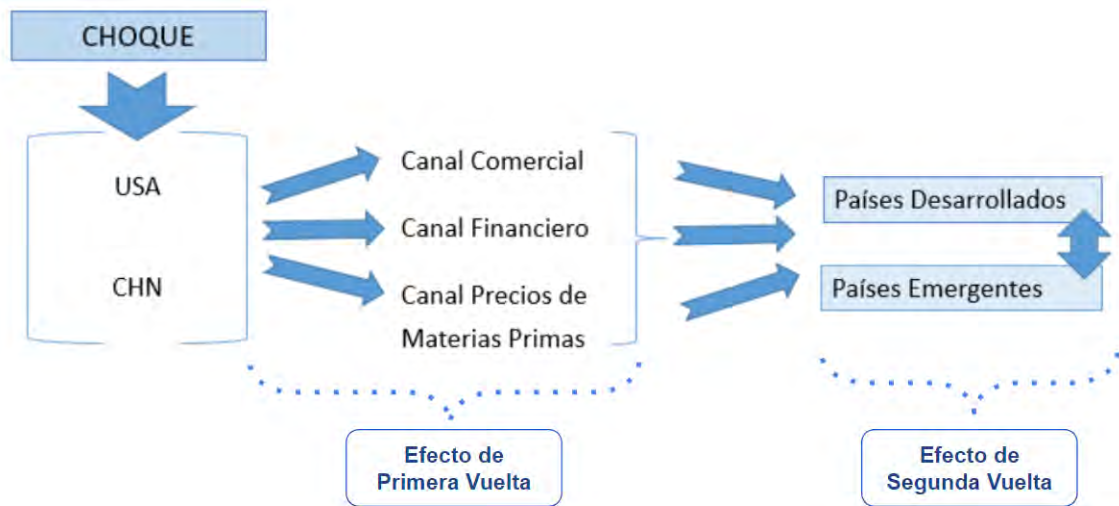 CHOQUE
USA
CHN
Canal Comercial
Canal Financiero
Canal Precios de
Materias Primas
Países Desarrollados
Países Emergentes
Efecto de
Primera Vuelta
Efecto de
Segunda Vuelta